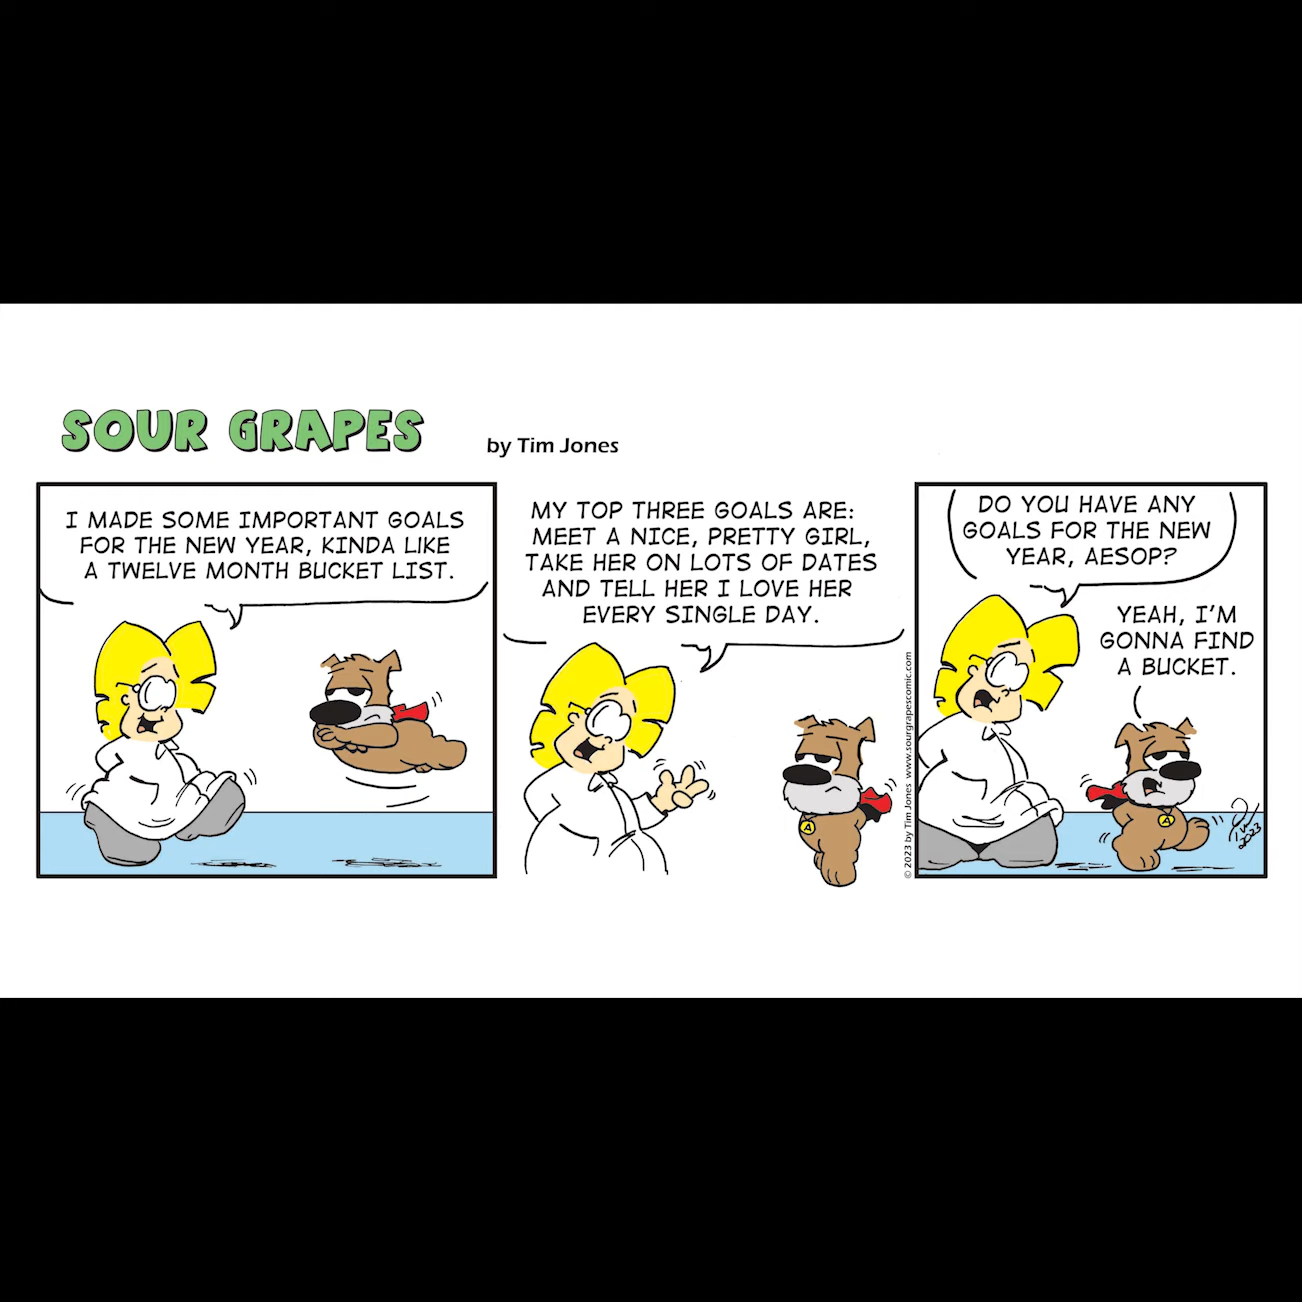 SOUR GRAPES
by Tim Jones
I MADE SOME IMPORTANT GOALS
FOR THE NEW YEAR, KINDA LIKE
A TWELVE MONTH BUCKET LIST.
MY TOP THREE GOALS ARE:
MEET A NICE, PRETTY GIRL,
TAKE HER ON LOTS OF DATES
AND TELL HER I LOVE HER
EVERY SINGLE DAY.
A
© 2023 by Tim Jones www.sourgrapescomic.com
DO YOU HAVE ANY
GOALS FOR THE NEW
YEAR, AESOP?
YEAH, I'M
GONNA FIND
A BUCKET.
A
2023